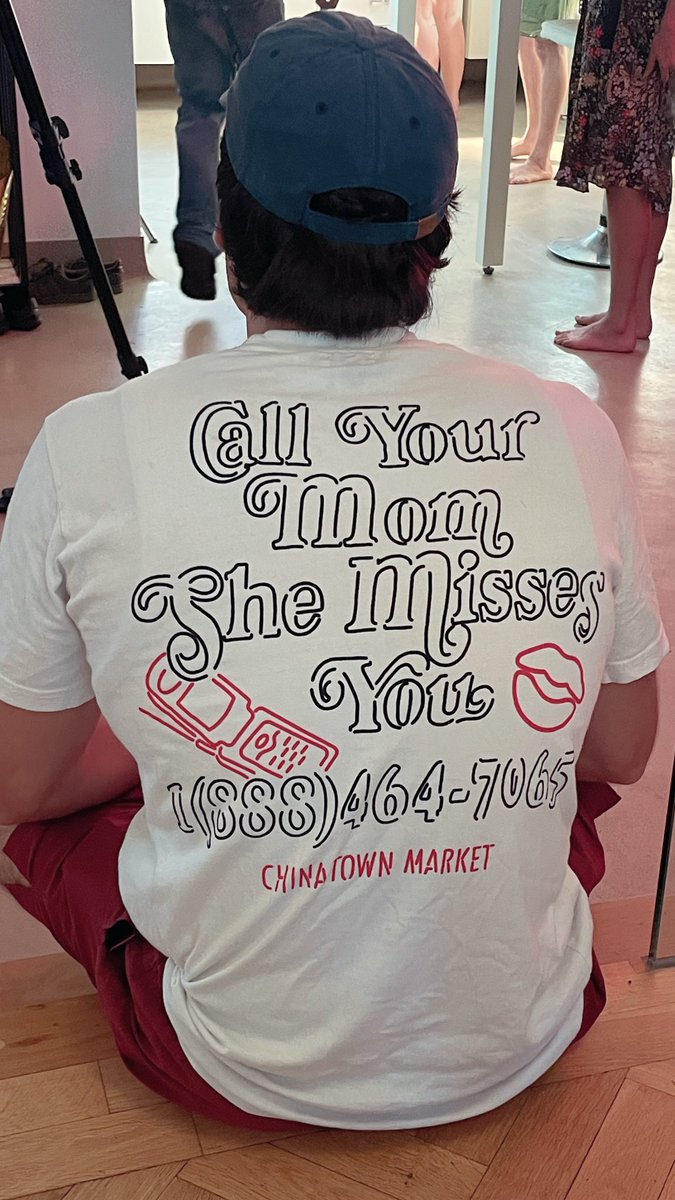 Call Your
Mom
She Misses
You
1(888)464-7065
CHINATOWN MARKET